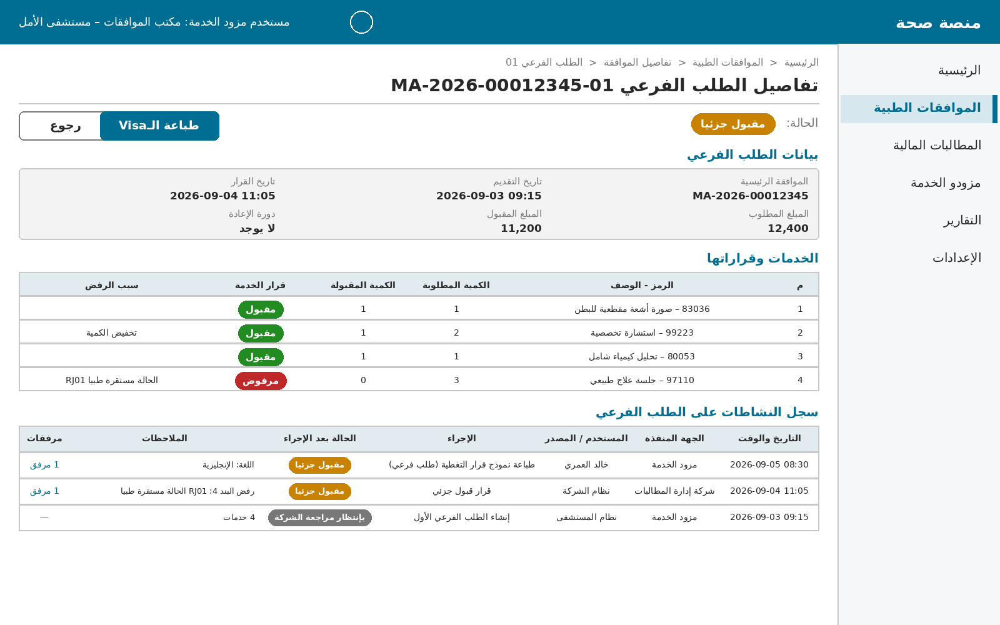 منصة صحة
مستخدم مزود الخدمة: مكتب الموافقات – مستشفى الأمل
الرئيسية
الموافقات الطبية
المطالبات المالية
مزودو الخدمة
التقارير
الإعدادات
الرئيسية > الموافقات الطبية > تفاصيل الموافقة > الطلب الفرعي 01
تفاصيل الطلب الفرعي MA-2026-00012345-01
الحالة: مقبول جزئيا
طباعة الـVisa رجوع
بيانات الطلب الفرعي
الموافقة الرئيسية تاريخ التقديم تاريخ القرار
MA-2026-00012345 2026-09-03 09:15 2026-09-04 11:05
المبلغ المطلوب المبلغ المقبول دورة الإعادة
12,400 11,200 لا يوجد
الخدمات وقراراتها
م الرمز - الوصف الكمية المطلوبة الكمية المقبولة قرار الخدمة سبب الرفض
1 83036 – صورة أشعة مقطعية للبطن 1 1 مقبول
2 99223 – استشارة تخصصية 2 1 مقبول تخفيض الكمية
3 80053 – تحليل كيمياء شامل 1 1 مقبول
4 97110 – جلسة علاج طبيعي 3 0 مرفوض الحالة مستقرة طبيا RJ01
سجل النشاطات على الطلب الفرعي
التاريخ والوقت الجهة المنفذة المستخدم / المصدر الإجراء الحالة بعد الإجراء الملاحظات مرفقات
2026-09-05 08:30 مزود الخدمة خالد العمري طباعة نموذج قرار التغطية (طلب فرعي) مقبول جزئيا اللغة: الإنجليزية 1 مرفق
2026-09-04 11:05 شركة إدارة المطالبات نظام الشركة قرار قبول جزئي مقبول جزئيا رفض البند 4: RJ01 الحالة مستقرة طبيا 1 مرفق
2026-09-03 09:15 مزود الخدمة نظام المستشفى إنشاء الطلب الفرعي الأول بإنتظار مراجعة الشركة 4 خدمات —